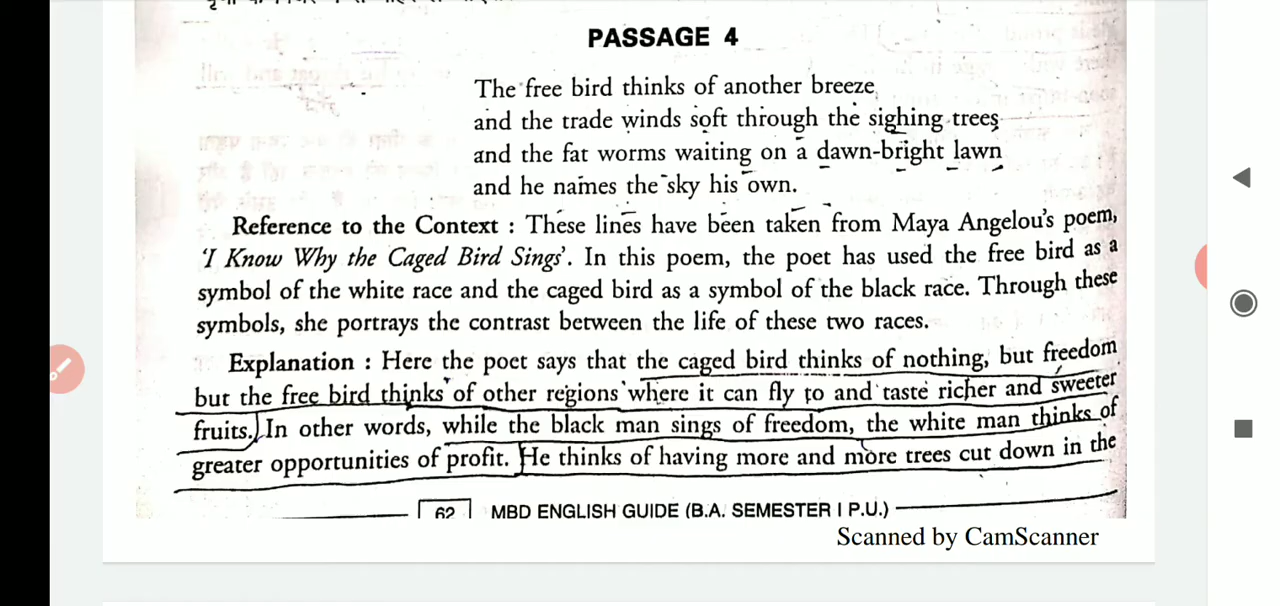 PASSAGE 4
The free bird thinks of another breeze
and the trade winds soft through the sighing trees
and the fat worms waiting on a dawn-bright lawn
and he names the sky his own.
Reference to the Context : These lines have been taken from Maya Angelou's poem,
'I Know Why the Caged Bird Sings'. In this poem, the poet has used the free bird as a
symbol of the white race and the caged bird as a symbol of the black race. Through these
symbols, she portrays the contrast between the life of these two races.
Explanation : Here the poet says that the caged bird thinks of nothing, but freedom
but the free bird thinks of other regions where it can fly to and taste richer and sweeter
fruits. In other words, while the black man sings of freedom, the white man thinks of
greater opportunities of profit. He thinks of having more and more trees cut down in the
62 MBD ENGLISH GUIDE (B.A. SEMESTER I P.U.)
Scanned by CamScanner